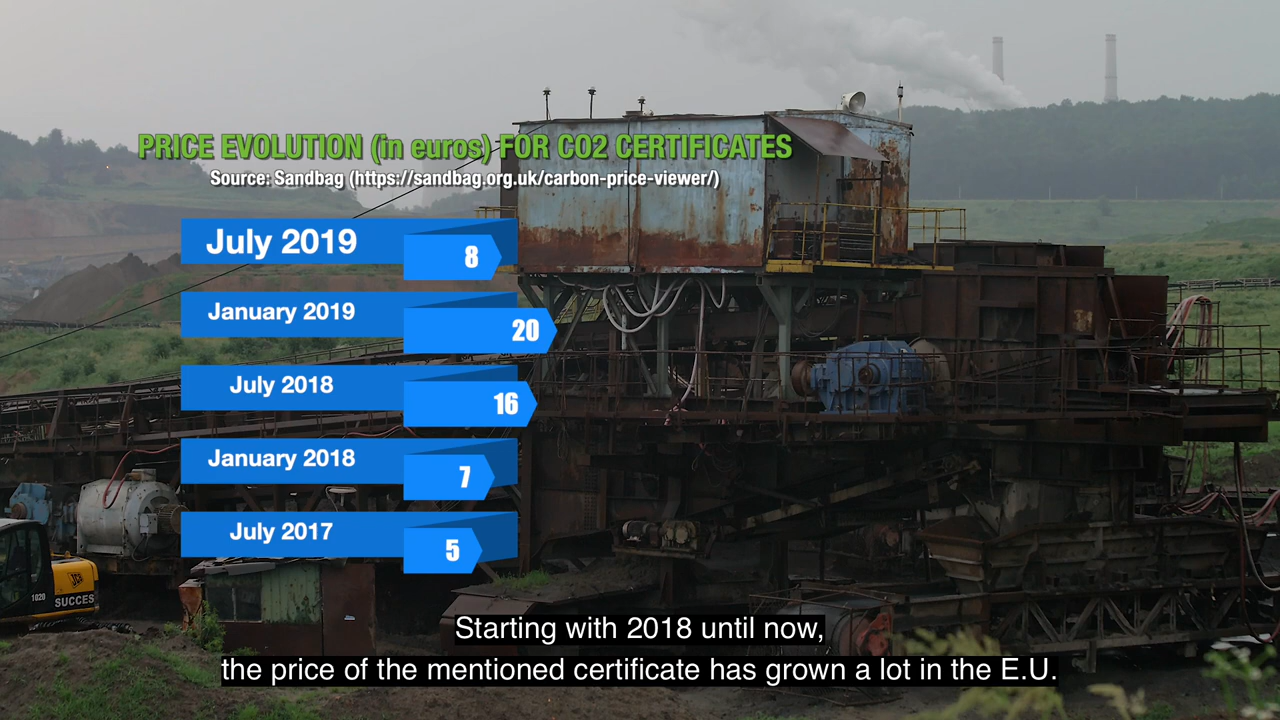 PRICE EVOLUTION (in euros) FOR CO2 CERTIFICATES
Source: Sandbag (https://sandbag.org.uk/carbon-price-viewer/)
July 2019
8
January 2019
20
July 2018
16
January 2018
7
July 2017
5
JCB
1020
SUCCES
Starting with 2018 until now,
the price of the mentioned certificate has grown a lot in the E.U.